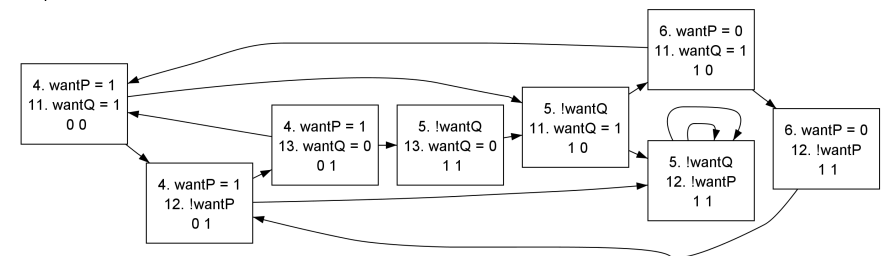 6. wantP = 0
11. wantQ = 1
1 0
4. wantP = 1
11. wantQ = 1
0 0
5. !wantQ
11. wantQ = 1
1 0
4. wantP = 1
13. wantQ = 0
0 1
5. !wantQ
13. wantQ = 0
1 1
6. wantP = 0
12. !wantP
1 1
5. !wantQ
12. !wantP
1 1
4. wantP = 1
12. !wantP
0 1